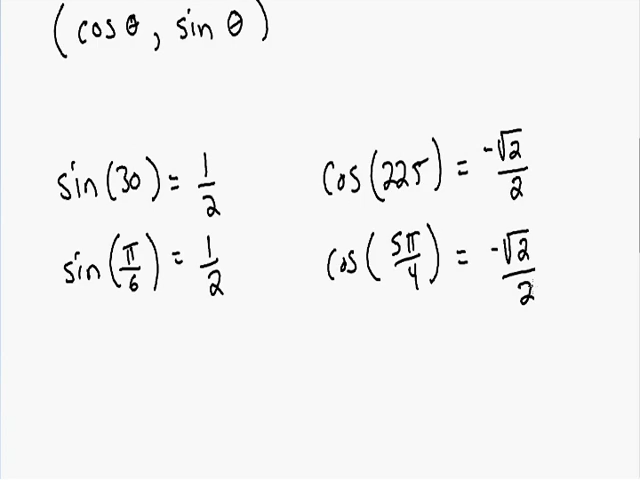 (cos θ, sin θ)
sin(30) = 1/2
cos(225) = -√2/2
sin(π/6) = 1/2
cos(5π/4) = -√2/2